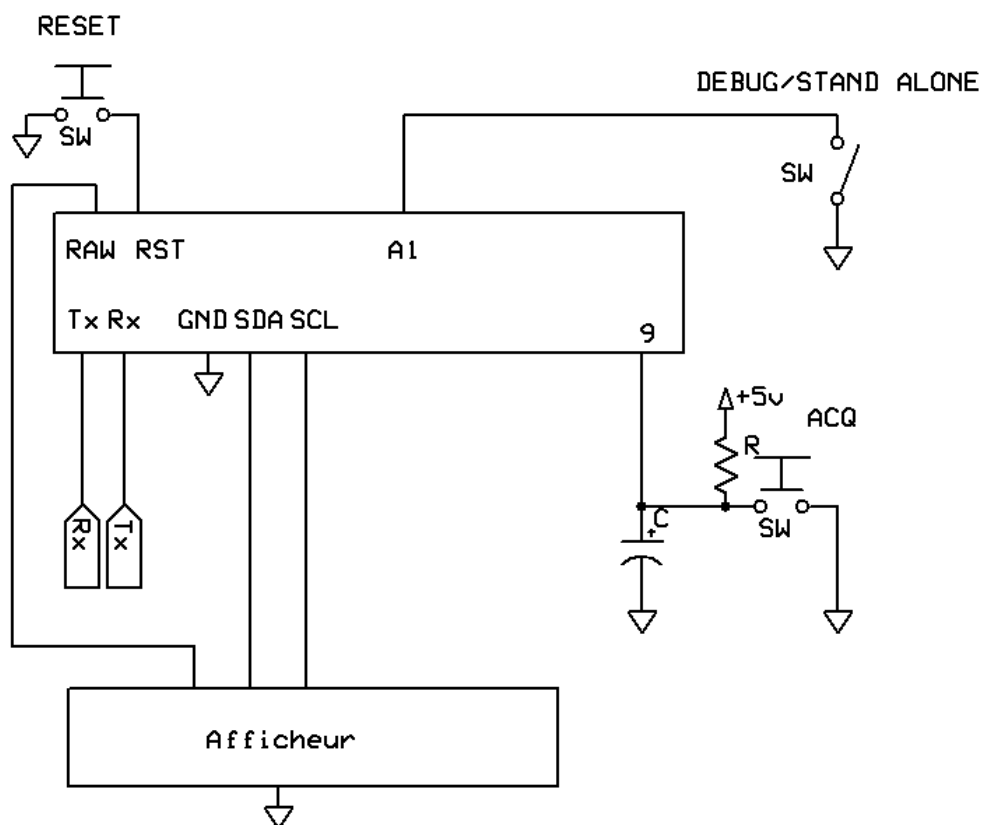 RESET
DEBUG/STAND ALONE
SW
SW
RAW RST A1
Tx Rx GND SDA SCL 9
+5v
ACQ
R
C
+
SW
Rx Tx
Afficheur